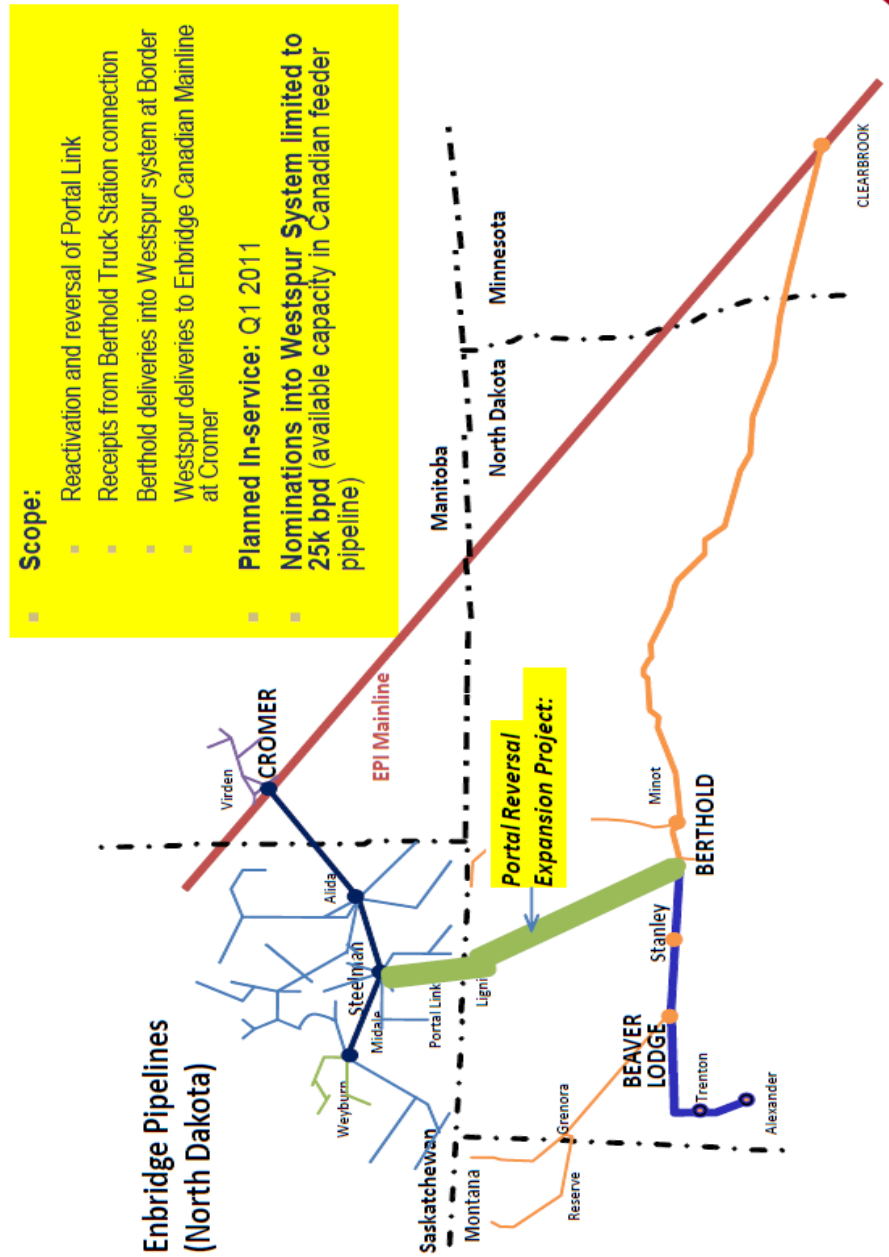 Enbridge Pipelines
(North Dakota)
Scope:
Reactivation and reversal of Portal Link
Receipts from Berthold Truck Station connection
Berthold deliveries into Westspur system at Border
Westspur deliveries to Enbridge Canadian Mainline
at Cromer
Planned In-service: Q1 2011
Nominations into Westspur System limited to
25k bpd (available capacity in Canadian feeder
pipeline)
Virden
CROMER
Alida
Steelman
Weyburn
Midale
EPI Mainline
Portal Link
Saskatchewan
Manitoba
Montana
Ligni
North Dakota
Minnesota
Portal Reversal
Expansion Project:
Grenora
Reserve
Minot
BEAVER
LODGE
Stanley
BERTHOLD
Trenton
Alexander
CLEARBROOK